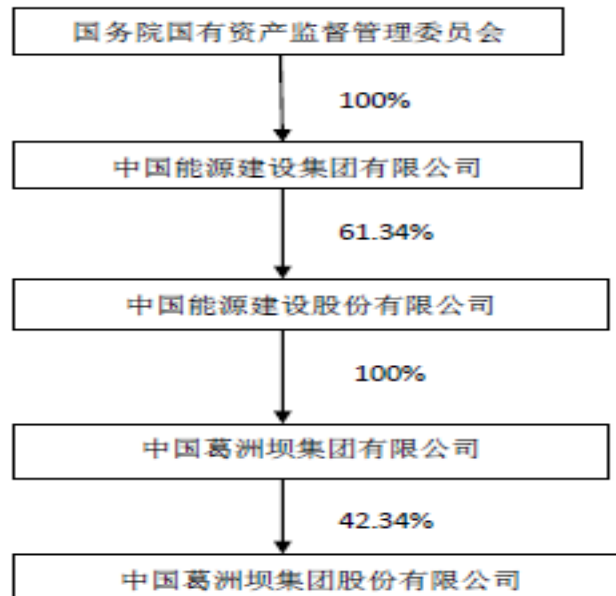 国务院国有资产监督管理委员会
100%
中国能源建设集团有限公司
61.34%
中国能源建设股份有限公司
100%
中国葛洲坝集团有限公司
42.34%
中国葛洲坝集团股份有限公司